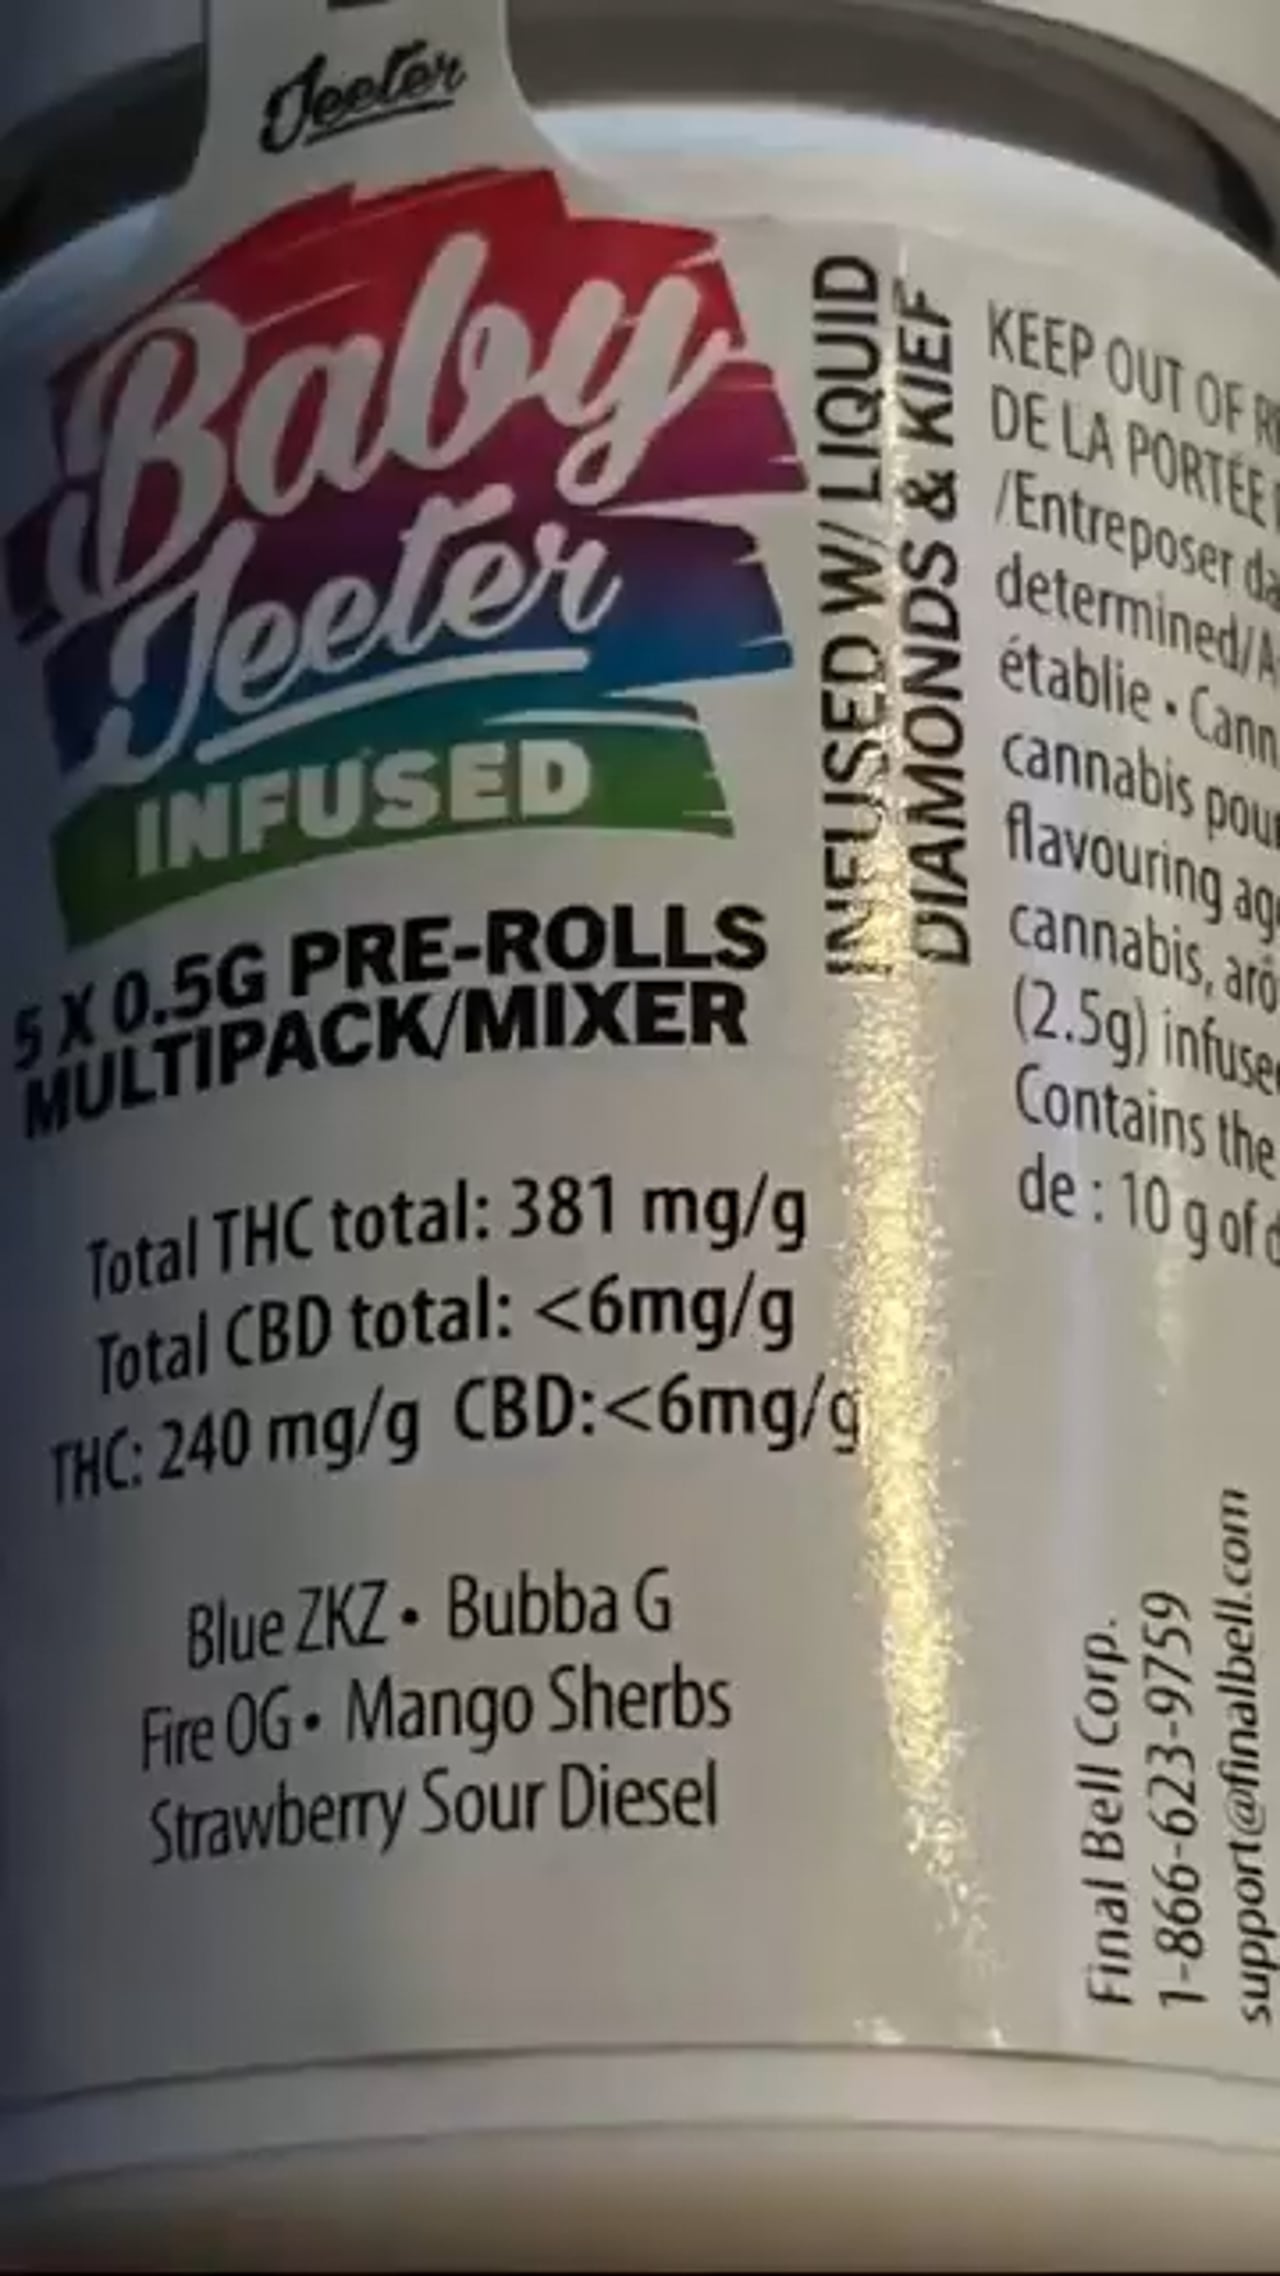 Jeeter
Baby
Jeeter
INFUSED
5 X 0.5G PRE-ROLLS
MULTIPACK/MIXER
Total THC total: 381 mg/g
Total CBD total: <6mg/g
THC: 240 mg/g CBD:<6mg/g
Blue ZKZ • Bubba G
Fire OG • Mango Sherbs
Strawberry Sour Diesel
INFUSED W/ LIQUID
DIAMONDS & KIEF
KEEP OUT OF
DE LA PORTÉE
/Entreposer
determined/
établie •
cannabis
flavouring
cannabis,
(2.5g)
Contains the
de : 10 g of
Final Bell Corp.
1-866-623-9759
support@finalbell.com